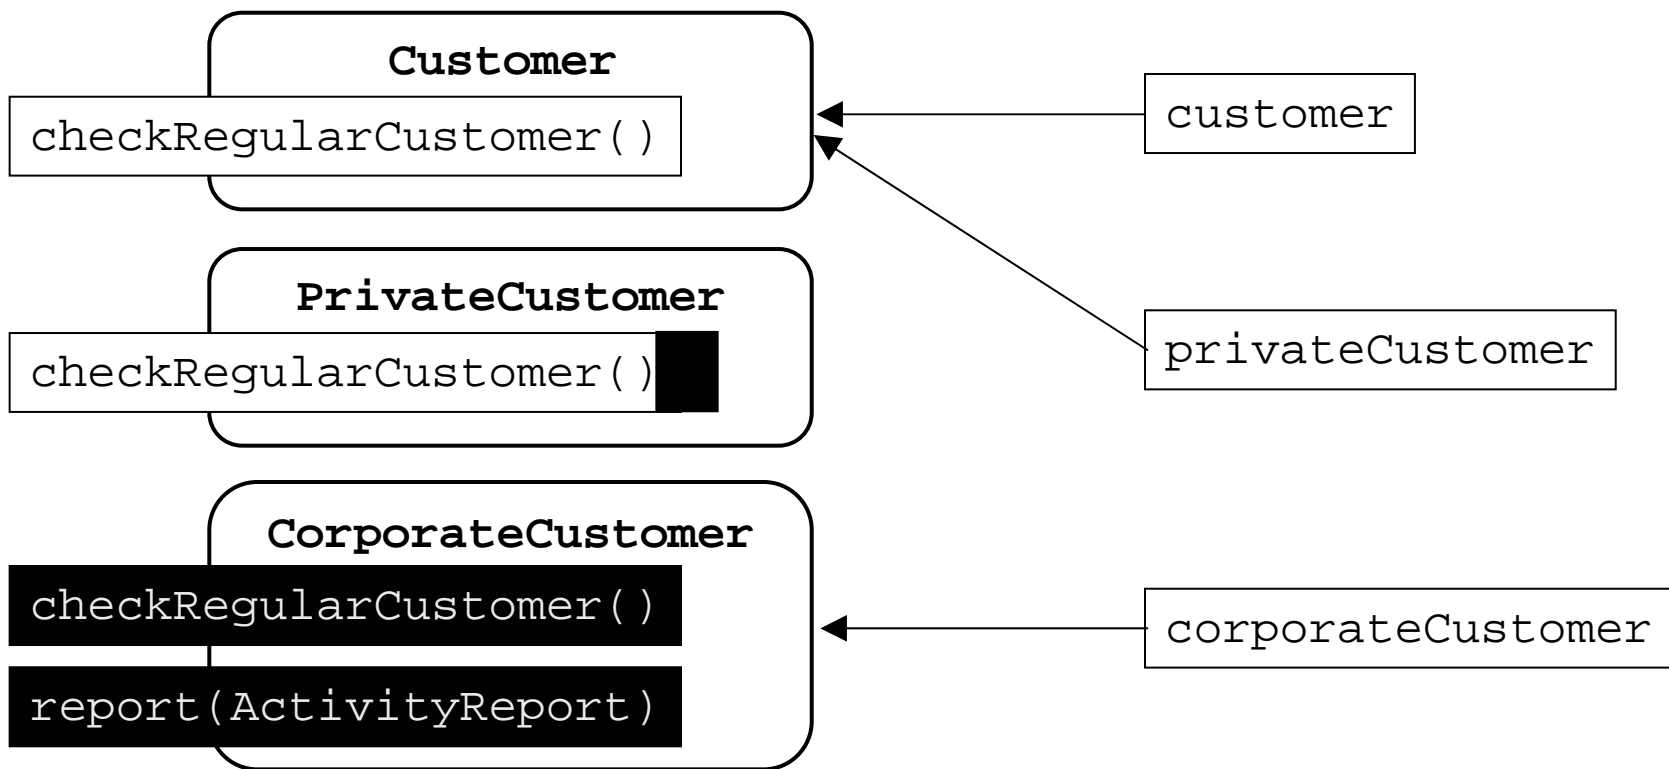 Customer
checkRegularCustomer()
customer
PrivateCustomer
checkRegularCustomer()
privateCustomer
CorporateCustomer
checkRegularCustomer()
corporateCustomer
report(ActivityReport)